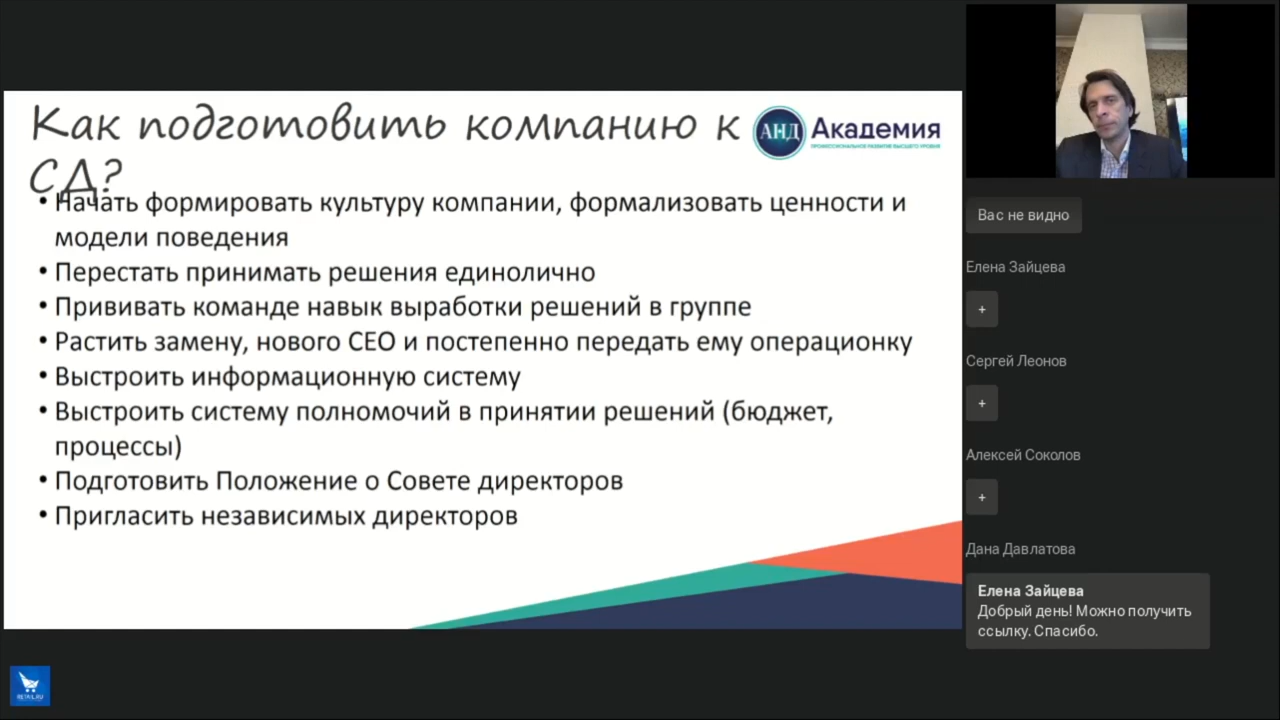 Как подготовить компанию к
СД?
АНД Академия
ПРОФЕССИОНАЛЬНОЕ РАЗВИТИЕ ВЫСШЕГО УРОВНЯ
• Начать формировать культуру компании, формализовать ценности и
модели поведения
• Перестать принимать решения единолично
• Прививать команде навык выработки решений в группе
• Растить замену, нового CEO и постепенно передать ему операционку
• Выстроить информационную систему
• Выстроить систему полномочий в принятии решений (бюджет,
процессы)
• Подготовить Положение о Совете директоров
• Пригласить независимых директоров
RETAIL.RU
Вас не видно
Елена Зайцева
+
Сергей Леонов
+
Алексей Соколов
+
Дана Давлатова
Елена Зайцева
Добрый день! Можно получить
ссылку. Спасибо.